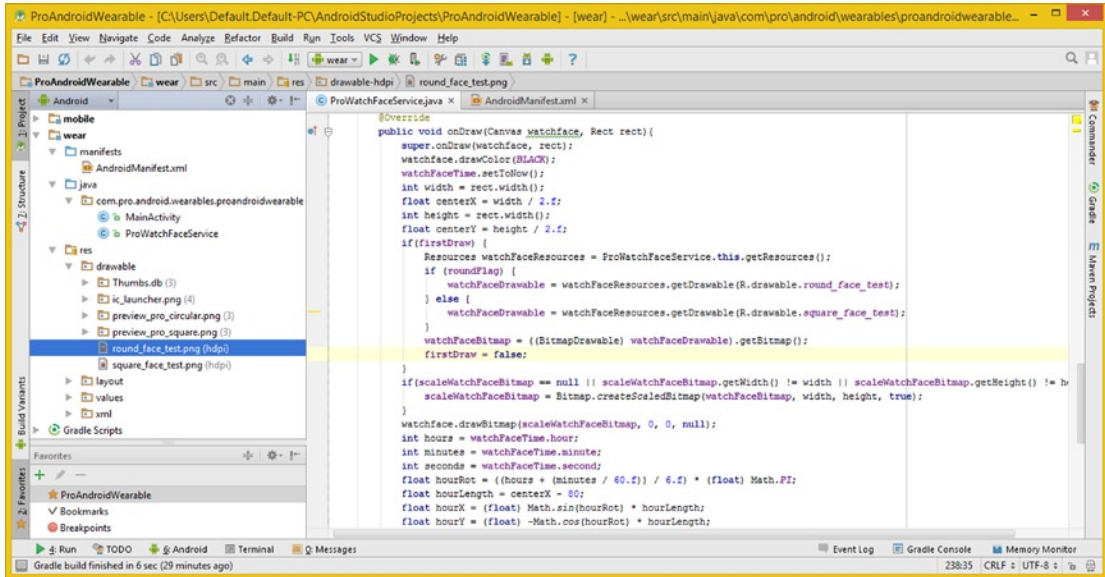 ProAndroidWearable - [C:\Users\Default.Default-PC\AndroidStudioProjects\ProAndroidWearable] - [wear] - ...\wear\src\main\java\com\pro\android\wearables\proandroidwearable...
File Edit View Navigate Code Analyze Refactor Build Run Tools VCS Window Help
wear
ProAndroidWearable wear src main res drawable-hdpi round_face_test.png
1: Project
Z: Structure
Build Variants
2: Favorites
Android
mobile
wear
manifests
AndroidManifest.xml
java
com.pro.android.wearables.proandroidwearable
MainActivity
ProWatchFaceService
res
drawable
Thumbs.db (3)
ic_launcher.png (4)
preview_pro_circular.png (3)
preview_pro_square.png (3)
round_face_test.png (hdpi)
square_face_test.png (hdpi)
layout
values
xml
Gradle Scripts
Favorites
ProAndroidWearable
Bookmarks
Breakpoints
ProWatchFaceService.java × AndroidManifest.xml ×
@Override
public void onDraw(Canvas watchface, Rect rect){
super.onDraw(watchface, rect);
watchface.drawColor(BLACK);
watchFaceTime.setToNow();
int width = rect.width();
float centerX = width / 2.f;
int height = rect.width();
float centerY = height / 2.f;
if(firstDraw) {
Resources watchFaceResources = ProWatchFaceService.this.getResources();
if (roundFlag) {
watchFaceDrawable = watchFaceResources.getDrawable(R.drawable.round_face_test);
} else {
watchFaceDrawable = watchFaceResources.getDrawable(R.drawable.square_face_test);
}
watchFaceBitmap = ((BitmapDrawable) watchFaceDrawable).getBitmap();
firstDraw = false;
}
if(scaleWatchFaceBitmap == null || scaleWatchFaceBitmap.getWidth() != width || scaleWatchFaceBitmap.getHeight() != h
scaleWatchFaceBitmap = Bitmap.createScaledBitmap(watchFaceBitmap, width, height, true);
}
watchface.drawBitmap(scaleWatchFaceBitmap, 0, 0, null);
int hours = watchFaceTime.hour;
int minutes = watchFaceTime.minute;
int seconds = watchFaceTime.second;
float hourRot = ((hours + (minutes / 60.f)) / 6.f) * (float) Math.PI;
float hourLength = centerX - 80;
float hourX = (float) Math.sin(hourRot) * hourLength;
float hourY = (float) -Math.cos(hourRot) * hourLength;
Commander
Gradle
Maven Projects
4: Run TODO 6: Android Terminal 0: Messages Event Log Gradle Console Memory Monitor
Gradle build finished in 6 sec (29 minutes ago) 238:35 CRLF UTF-8